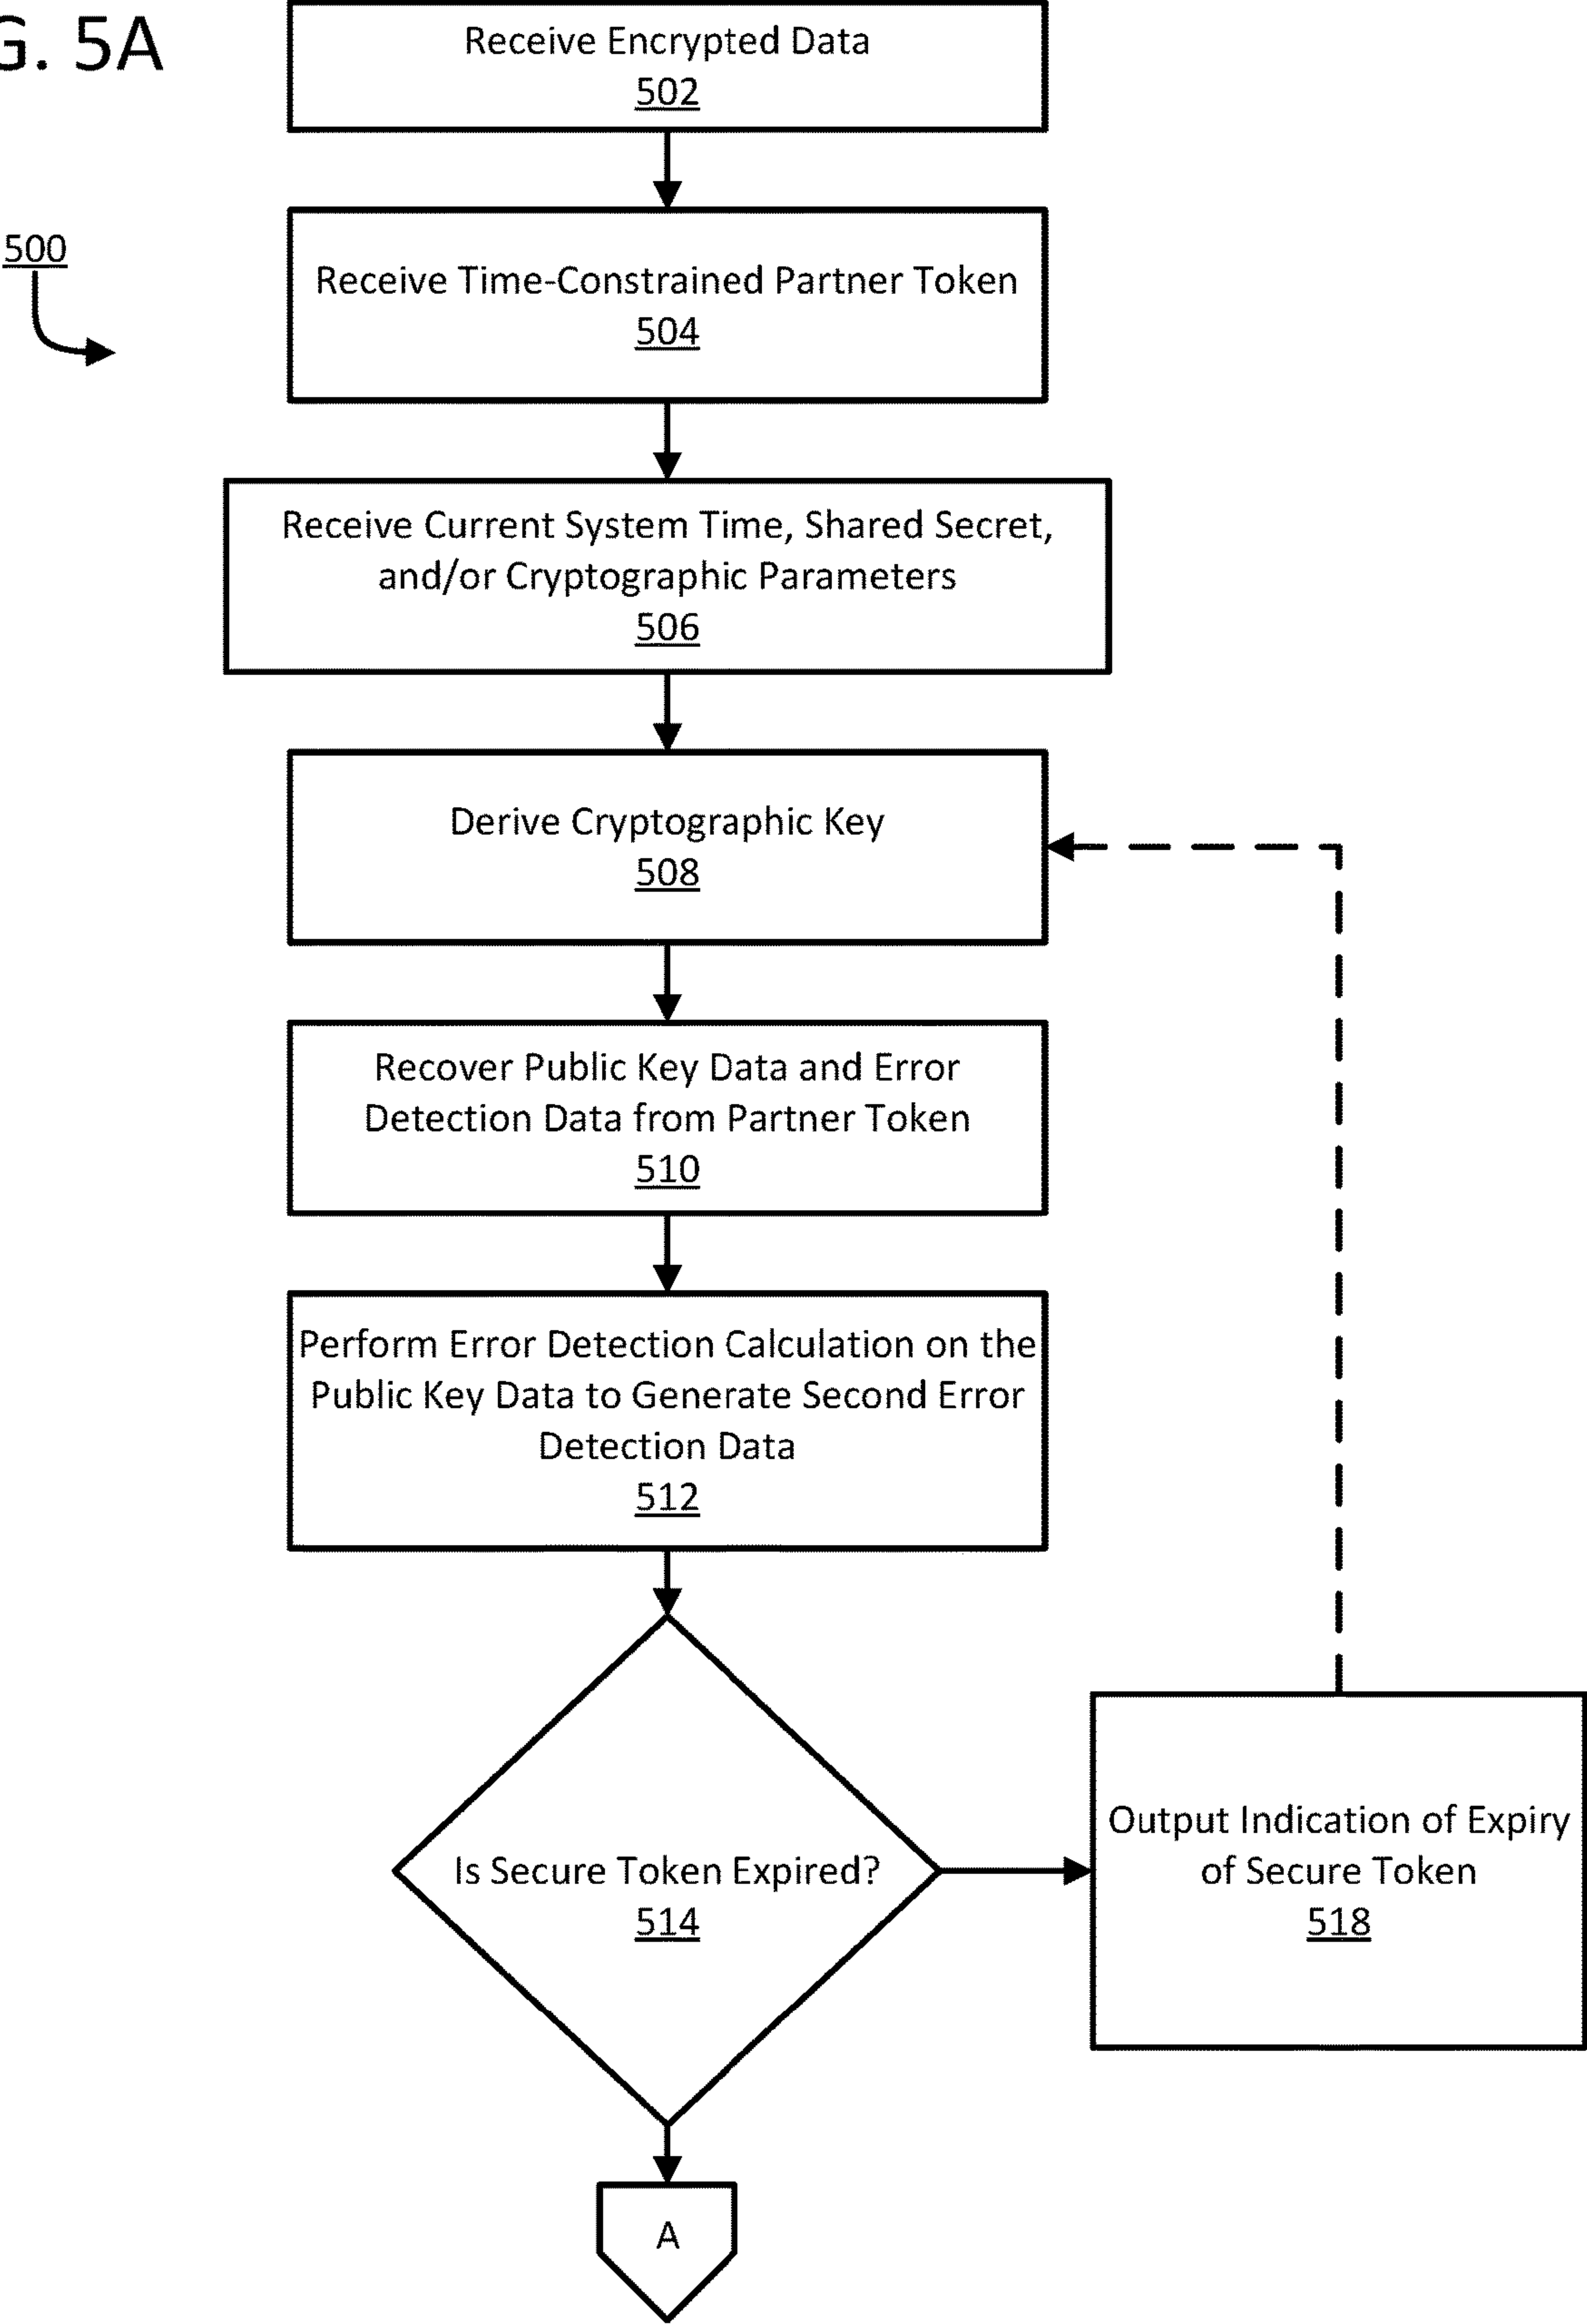 G. 5A
Receive Encrypted Data
502
500
Receive Time-Constrained Partner Token
504
Receive Current System Time, Shared Secret,
and/or Cryptographic Parameters
506
Derive Cryptographic Key
508
Recover Public Key Data and Error
Detection Data from Partner Token
510
Perform Error Detection Calculation on the
Public Key Data to Generate Second Error
Detection Data
512
Is Secure Token Expired?
514
Output Indication of Expiry
of Secure Token
518
A